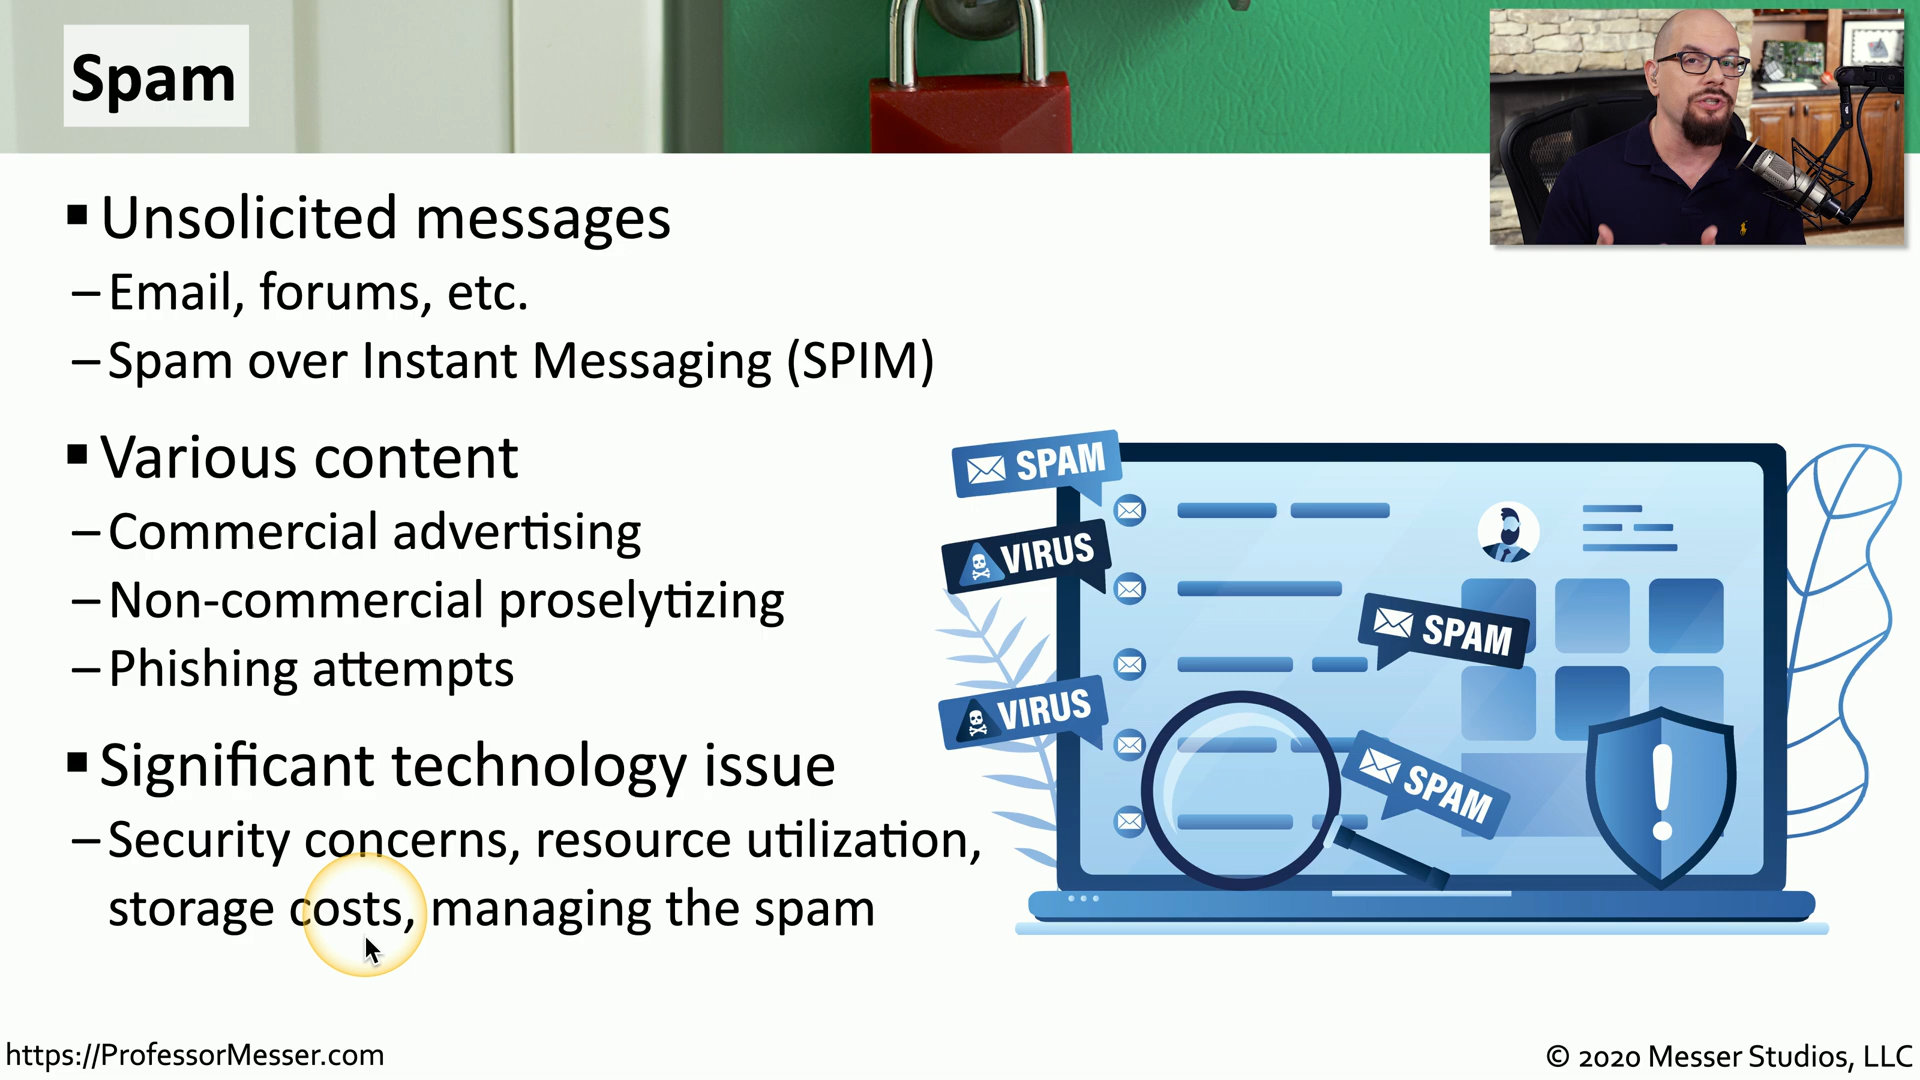 Spam
▪ Unsolicited messages
– Email, forums, etc.
– Spam over Instant Messaging (SPIM)
▪ Various content
– Commercial advertising
– Non-commercial proselytizing
– Phishing attempts
▪ Significant technology issue
– Security concerns, resource utilization,
storage costs, managing the spam
SPAM
VIRUS
SPAM
VIRUS
SPAM
https://ProfessorMesser.com
© 2020 Messer Studios, LLC